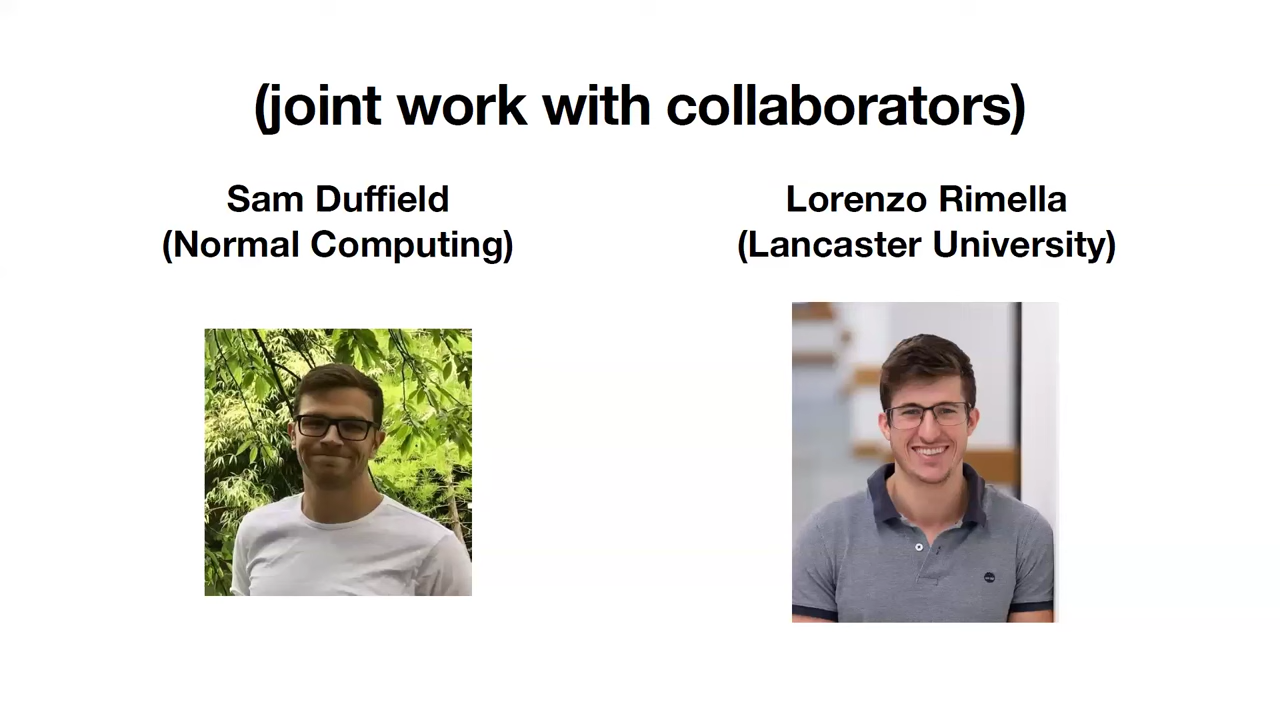 (joint work with collaborators)
Sam Duffield
(Normal Computing)
Lorenzo Rimella
(Lancaster University)